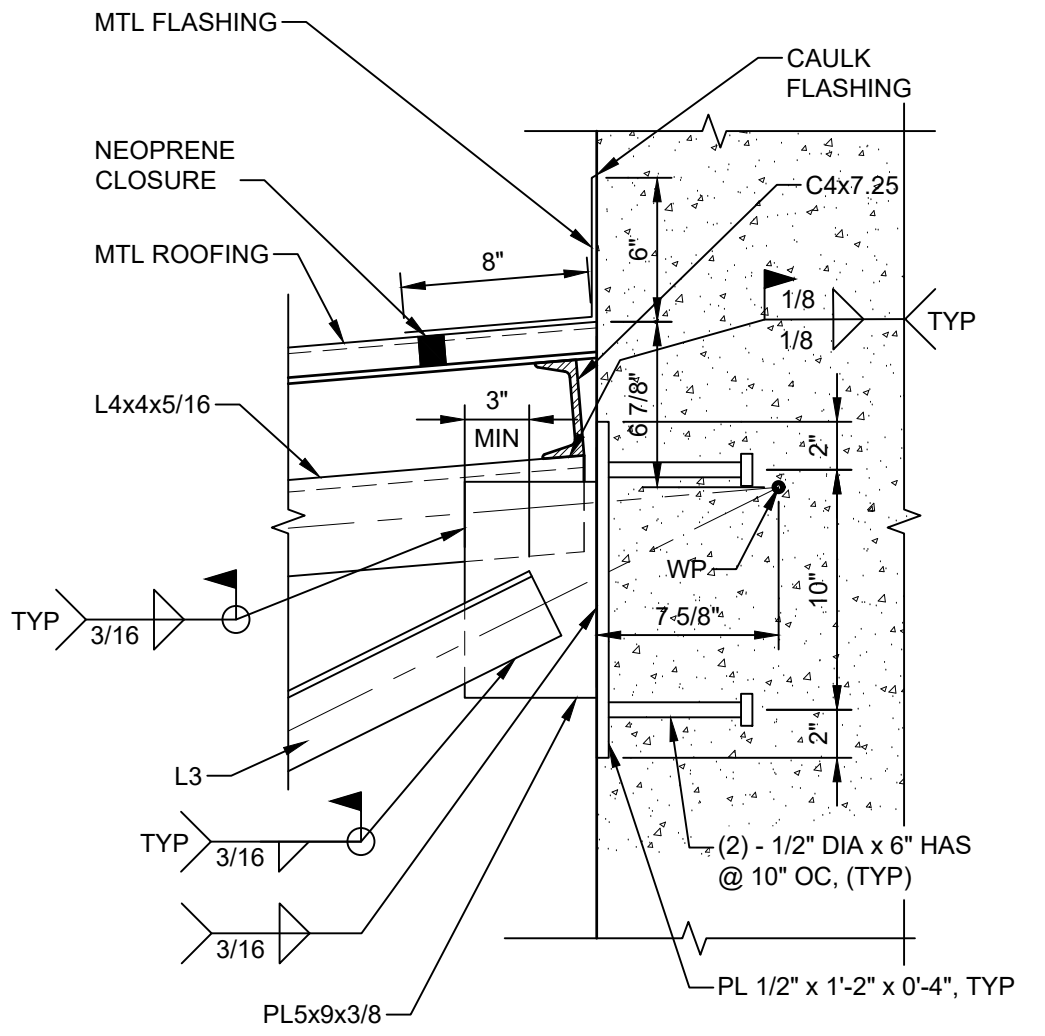 MTL FLASHING
CAULK
FLASHING
NEOPRENE
CLOSURE
C4x7.25
MTL ROOFING
8"
6"
1/8
1/8
TYP
L4x4x5/16
3"
MIN
6 7/8"
2"
WP
10"
7 5/8"
TYP
3/16
2"
L3
TYP
3/16
(2) - 1/2" DIA x 6" HAS
@ 10" OC, (TYP)
3/16
PL 1/2" x 1'-2" x 0'-4", TYP
PL5x9x3/8